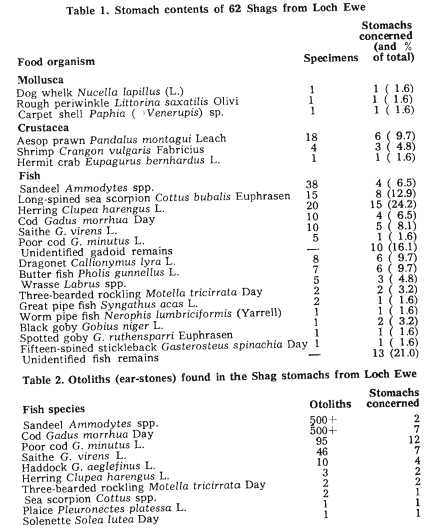 Table 1. Stomach contents of 62 Shags from Loch Ewe
Stomachs
concerned
(and %
Food organism Specimens of total)
Mollusca
Dog whelk Nucella lapillus (L.) 1 1 ( 1.6)
Rough periwinkle Littorina saxatilis Olivi 1 1 ( 1.6)
Carpet shell Paphia ( Venerupis) sp. 1 1 ( 1.6)
Crustacea
Aesop prawn Pandalus montagui Leach 18 6 ( 9.7)
Shrimp Crangon vulgaris Fabricius 4 3 ( 4.8)
Hermit crab Eupagurus bernhardus L. 1 1 ( 1.6)
Fish
Sandeel Ammodytes spp. 38 4 ( 6.5)
Long-spined sea scorpion Cottus bubalis Euphrasen 15 8 (12.9)
Herring Clupea harengus L. 20 15 (24.2)
Cod Gadus morrhua Day 10 4 ( 6.5)
Saithe G. virens L. 10 5 ( 8.1)
Poor cod G. minutus L. 5 1 ( 1.6)
Unidentified gadoid remains — 10 (16.1)
Dragonet Callionymus lyra L. 8 6 ( 9.7)
Butter fish Pholis gunnellus L. 7 6 ( 9.7)
Wrasse Labrus spp. 5 3 ( 4.8)
Three-bearded rockling Motella tricirrata Day 2 2 ( 3.2)
Great pipe fish Syngathus acas L. 2 1 ( 1.6)
Worm pipe fish Nerophis lumbriciformis (Yarrell) 1 1 ( 1.6)
Black goby Gobius niger L. 1 2 ( 3.2)
Spotted goby G. ruthensparri Euphrasen 1 1 ( 1.6)
Fifteen-spined stickleback Gasterosteus spinachia Day 1 1 ( 1.6)
Unidentified fish remains — 13 (21.0)
Table 2. Otoliths (ear-stones) found in the Shag stomachs from Loch Ewe
Stomachs
Fish species Otoliths concerned
Sandeel Ammodytes spp. 500+ 2
Cod Gadus morrhua Day 500+ 7
Poor cod G. minutus L. 95 12
Saithe G. virens L. 46 7
Haddock G. aeglefinus L. 10 4
Herring Clupea harengus L. 3 2
Three-bearded rockling Motella tricirrata Day 2 2
Sea scorpion Cottus spp. 2 1
Plaice Pleuronectes platessa L. 1 1
Solenette Solea lutea Day 1 1